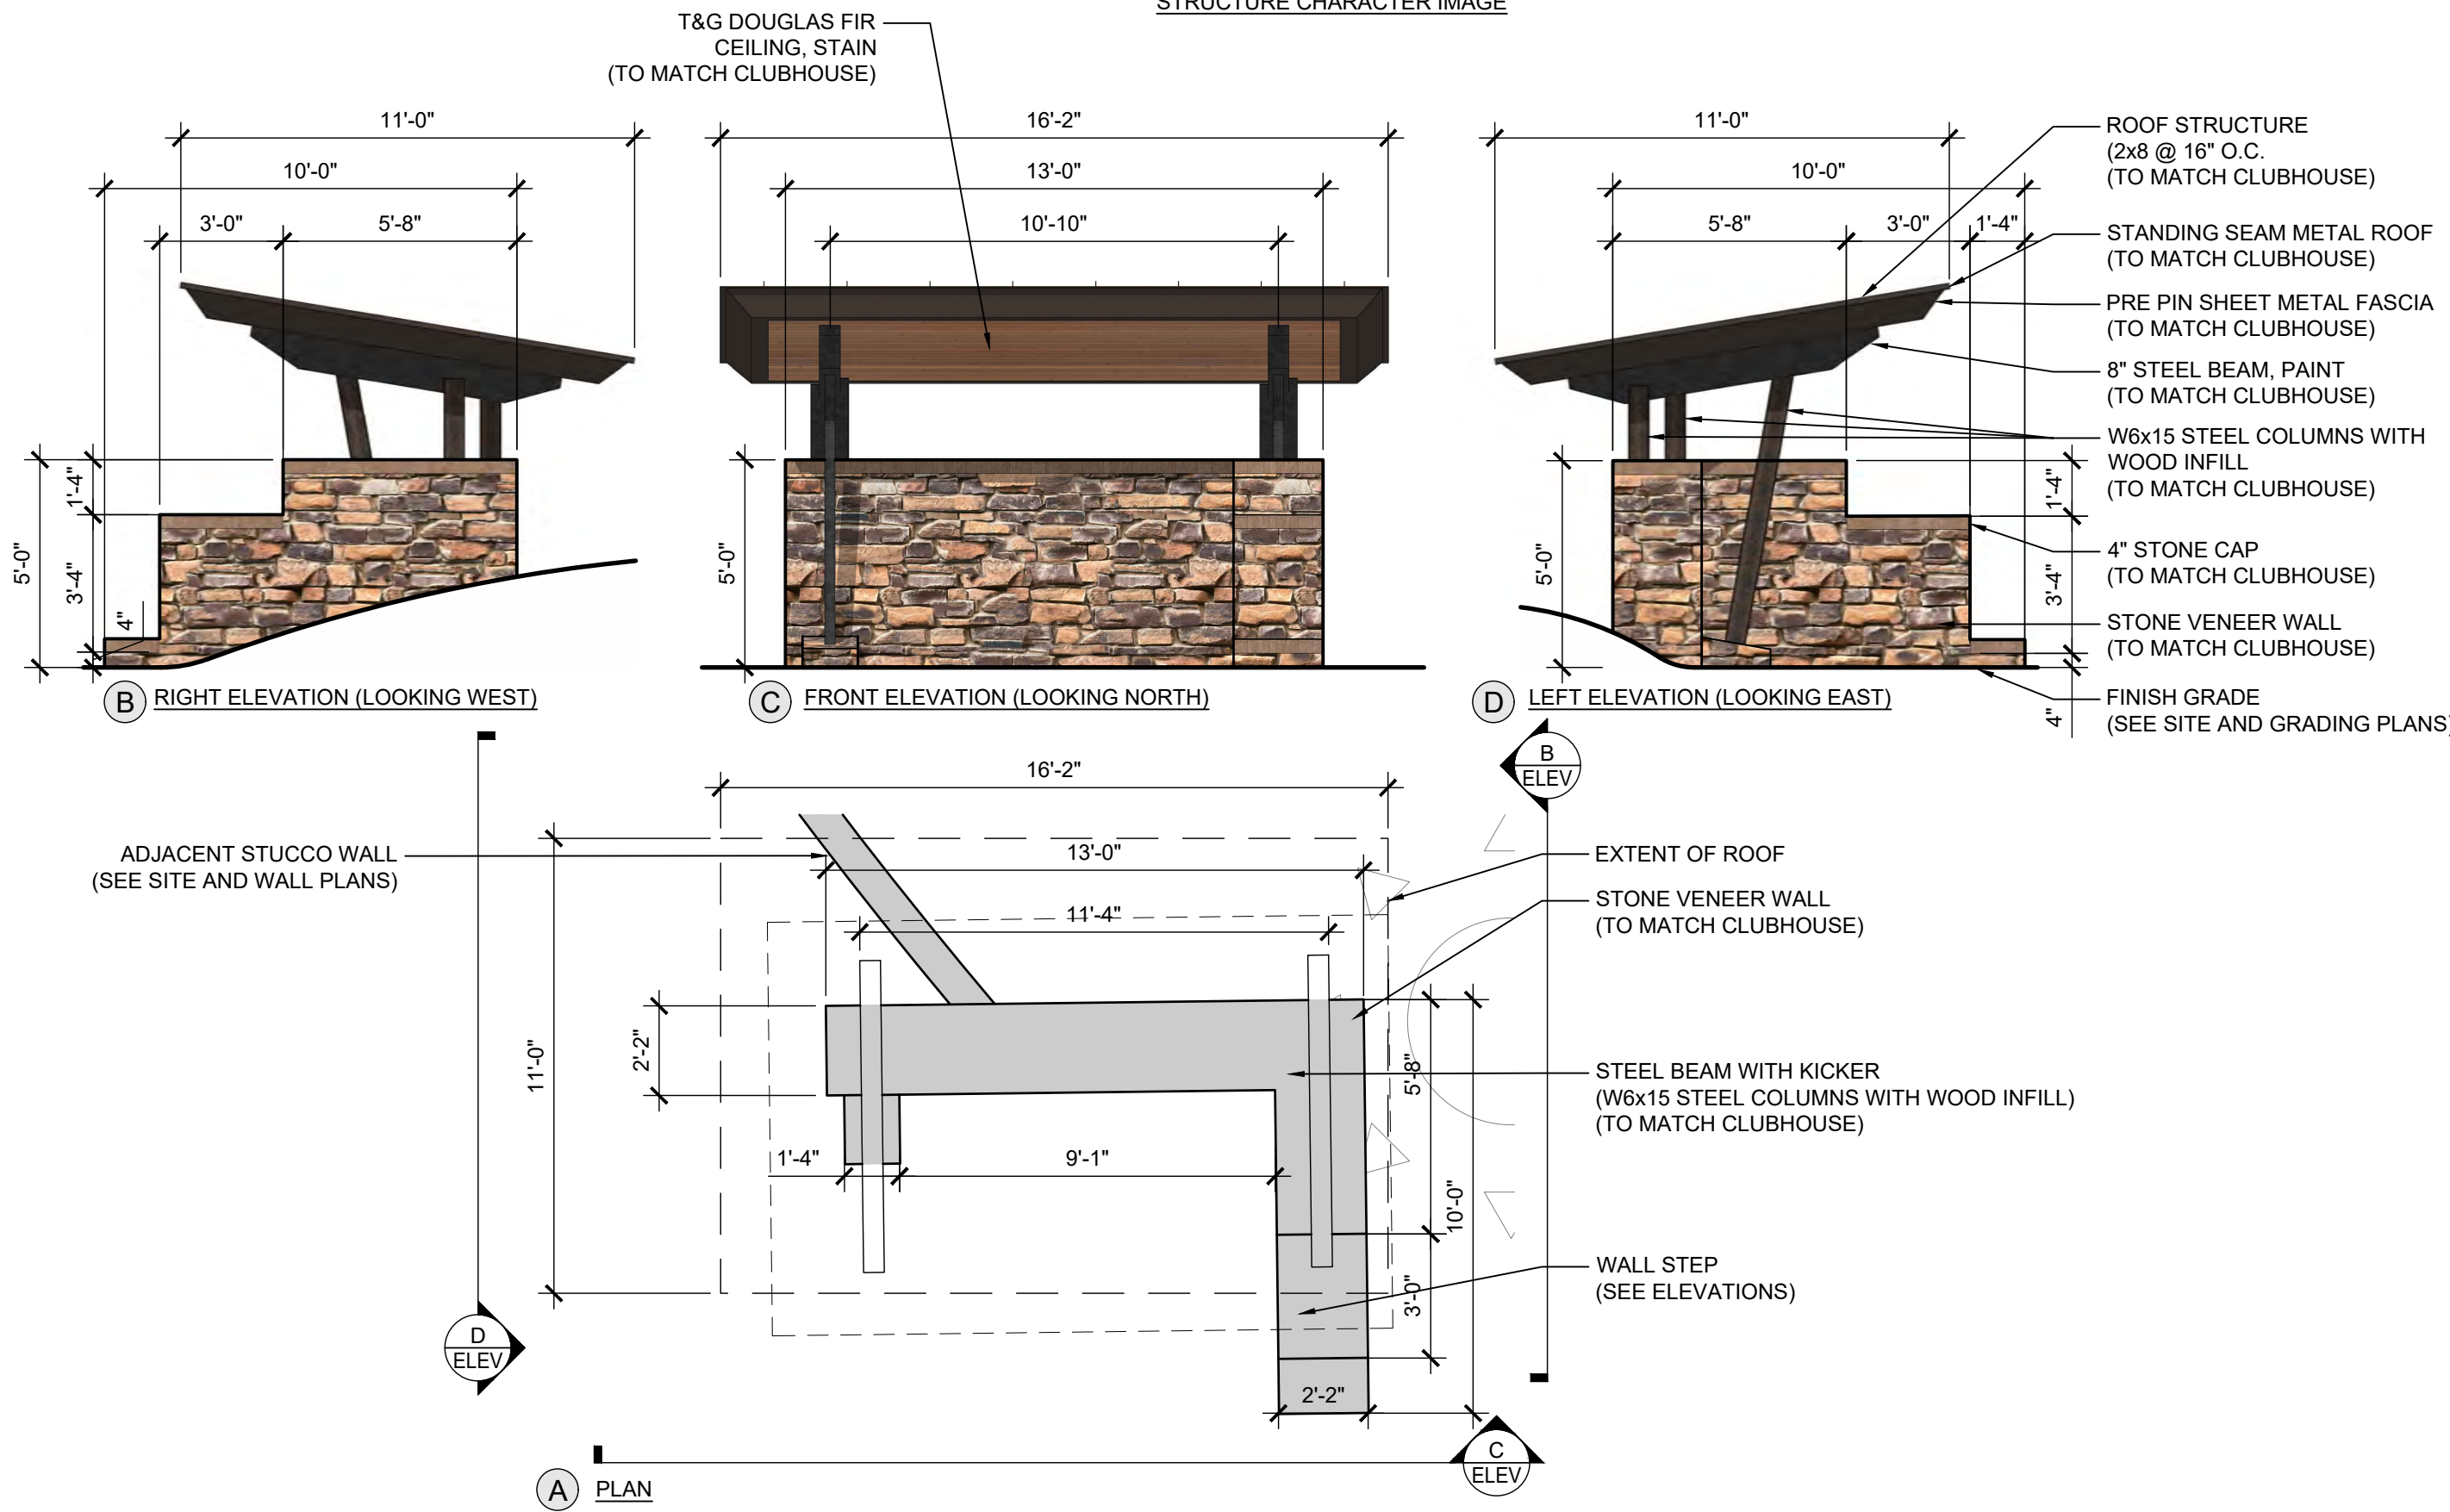 STRUCTURE CHARACTER IMAGE
T&G DOUGLAS FIR
CEILING, STAIN
(TO MATCH CLUBHOUSE)
11'-0"
10'-0"
3'-0"
5'-8"
5'-0"
1'-4"
3'-4"
4"
B
RIGHT ELEVATION (LOOKING WEST)
16'-2"
13'-0"
10'-10"
5'-0"
C
FRONT ELEVATION (LOOKING NORTH)
11'-0"
10'-0"
5'-8"
3'-0"
1'-4"
5'-0"
1'-4"
3'-4"
4"
D
LEFT ELEVATION (LOOKING EAST)
ROOF STRUCTURE
(2x8 @ 16" O.C.
(TO MATCH CLUBHOUSE)
STANDING SEAM METAL ROOF
(TO MATCH CLUBHOUSE)
PRE PIN SHEET METAL FASCIA
(TO MATCH CLUBHOUSE)
8" STEEL BEAM, PAINT
(TO MATCH CLUBHOUSE)
W6x15 STEEL COLUMNS WITH
WOOD INFILL
(TO MATCH CLUBHOUSE)
4" STONE CAP
(TO MATCH CLUBHOUSE)
STONE VENEER WALL
(TO MATCH CLUBHOUSE)
FINISH GRADE
(SEE SITE AND GRADING PLANS)
B
ELEV
16'-2"
ADJACENT STUCCO WALL
(SEE SITE AND WALL PLANS)
13'-0"
11'-4"
11'-0"
2'-2"
1'-4"
9'-1"
5'-8"
10'-0"
3'-0"
2'-2"
EXTENT OF ROOF
STONE VENEER WALL
(TO MATCH CLUBHOUSE)
STEEL BEAM WITH KICKER
(W6x15 STEEL COLUMNS WITH WOOD INFILL)
(TO MATCH CLUBHOUSE)
WALL STEP
(SEE ELEVATIONS)
D
ELEV
C
ELEV
A
PLAN